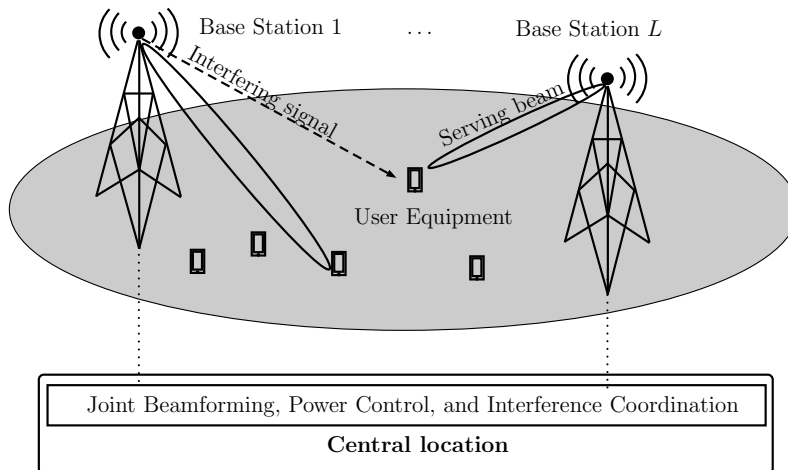 Base Station 1
...
Base Station L
Interfering signal
Serving beam
User Equipment
Joint Beamforming, Power Control, and Interference Coordination
Central location